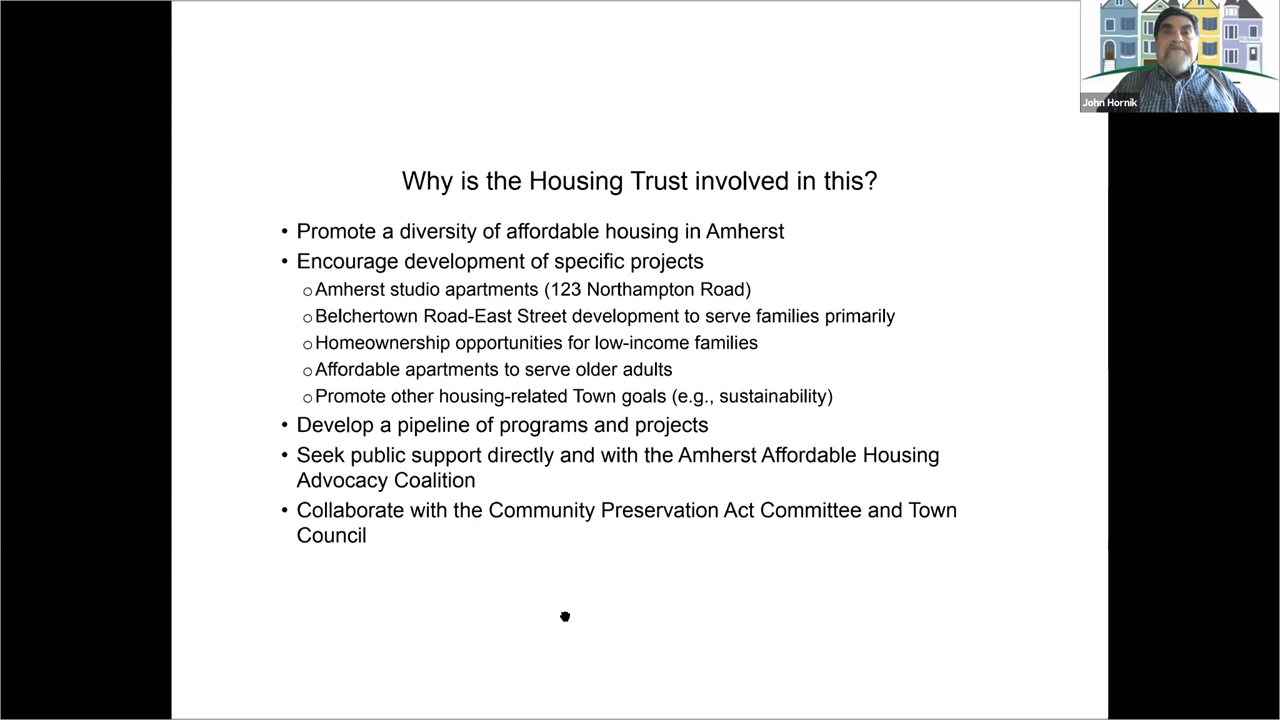 John Hornik
Why is the Housing Trust involved in this?
• Promote a diversity of affordable housing in Amherst
• Encourage development of specific projects
o Amherst studio apartments (123 Northampton Road)
o Belchertown Road-East Street development to serve families primarily
o Homeownership opportunities for low-income families
o Affordable apartments to serve older adults
o Promote other housing-related Town goals (e.g., sustainability)
• Develop a pipeline of programs and projects
• Seek public support directly and with the Amherst Affordable Housing
Advocacy Coalition
• Collaborate with the Community Preservation Act Committee and Town
Council